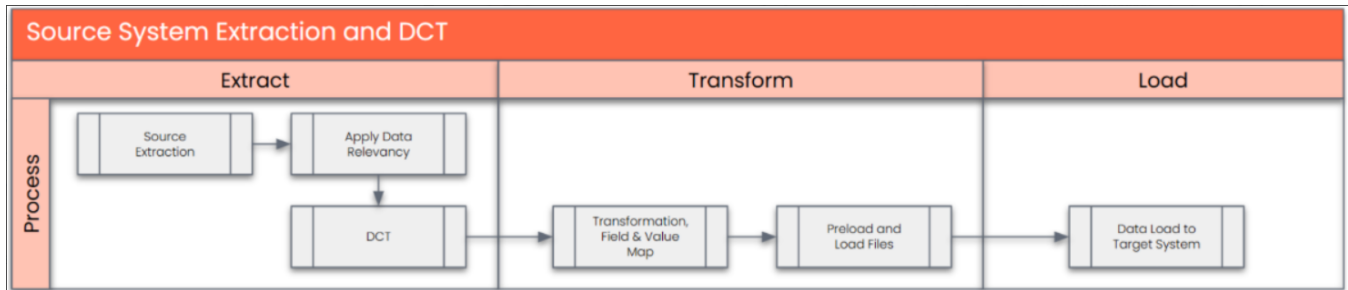 Source System Extraction and DCT
Extract
Transform
Load
Process
Source
Extraction
Apply Data
Relevancy
DCT
Transformation,
Field & Value
Map
Preload and
Load Files
Data Load to
Target System